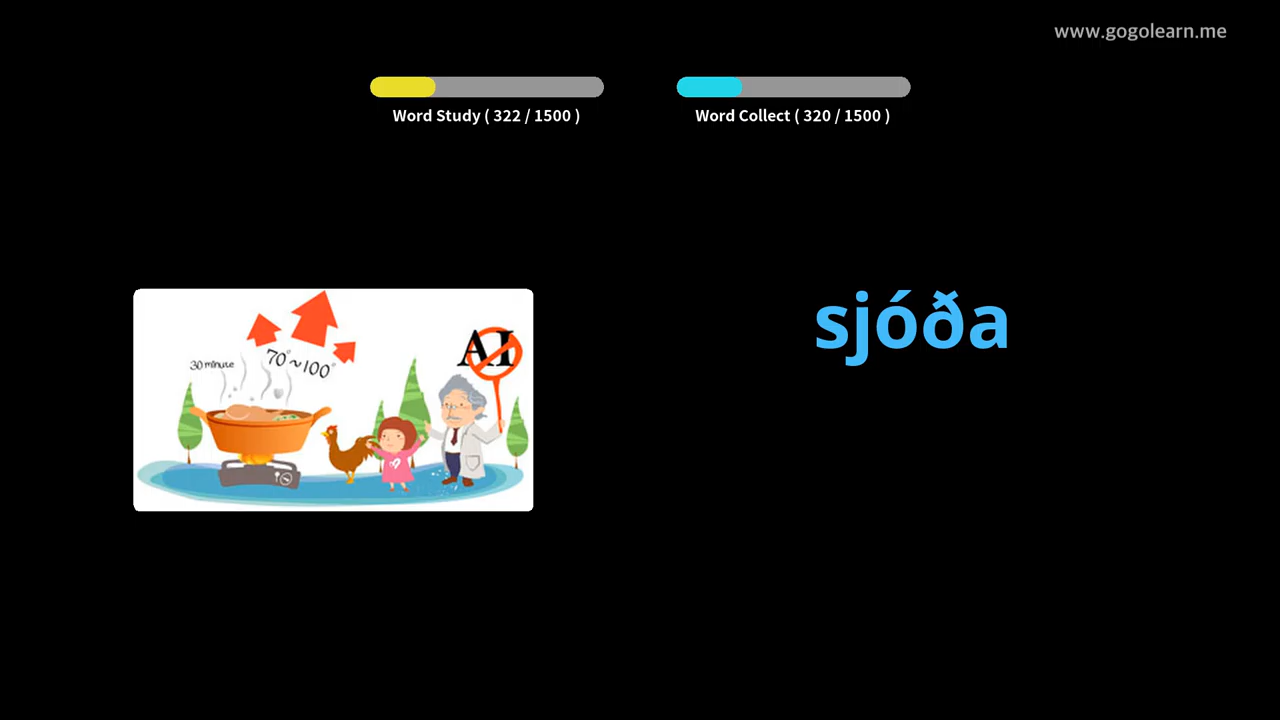 www.gogolearn.me
Word Study ( 322 / 1500 )
Word Collect ( 320 / 1500 )
sjóða
30 minute
70°~100°
AI